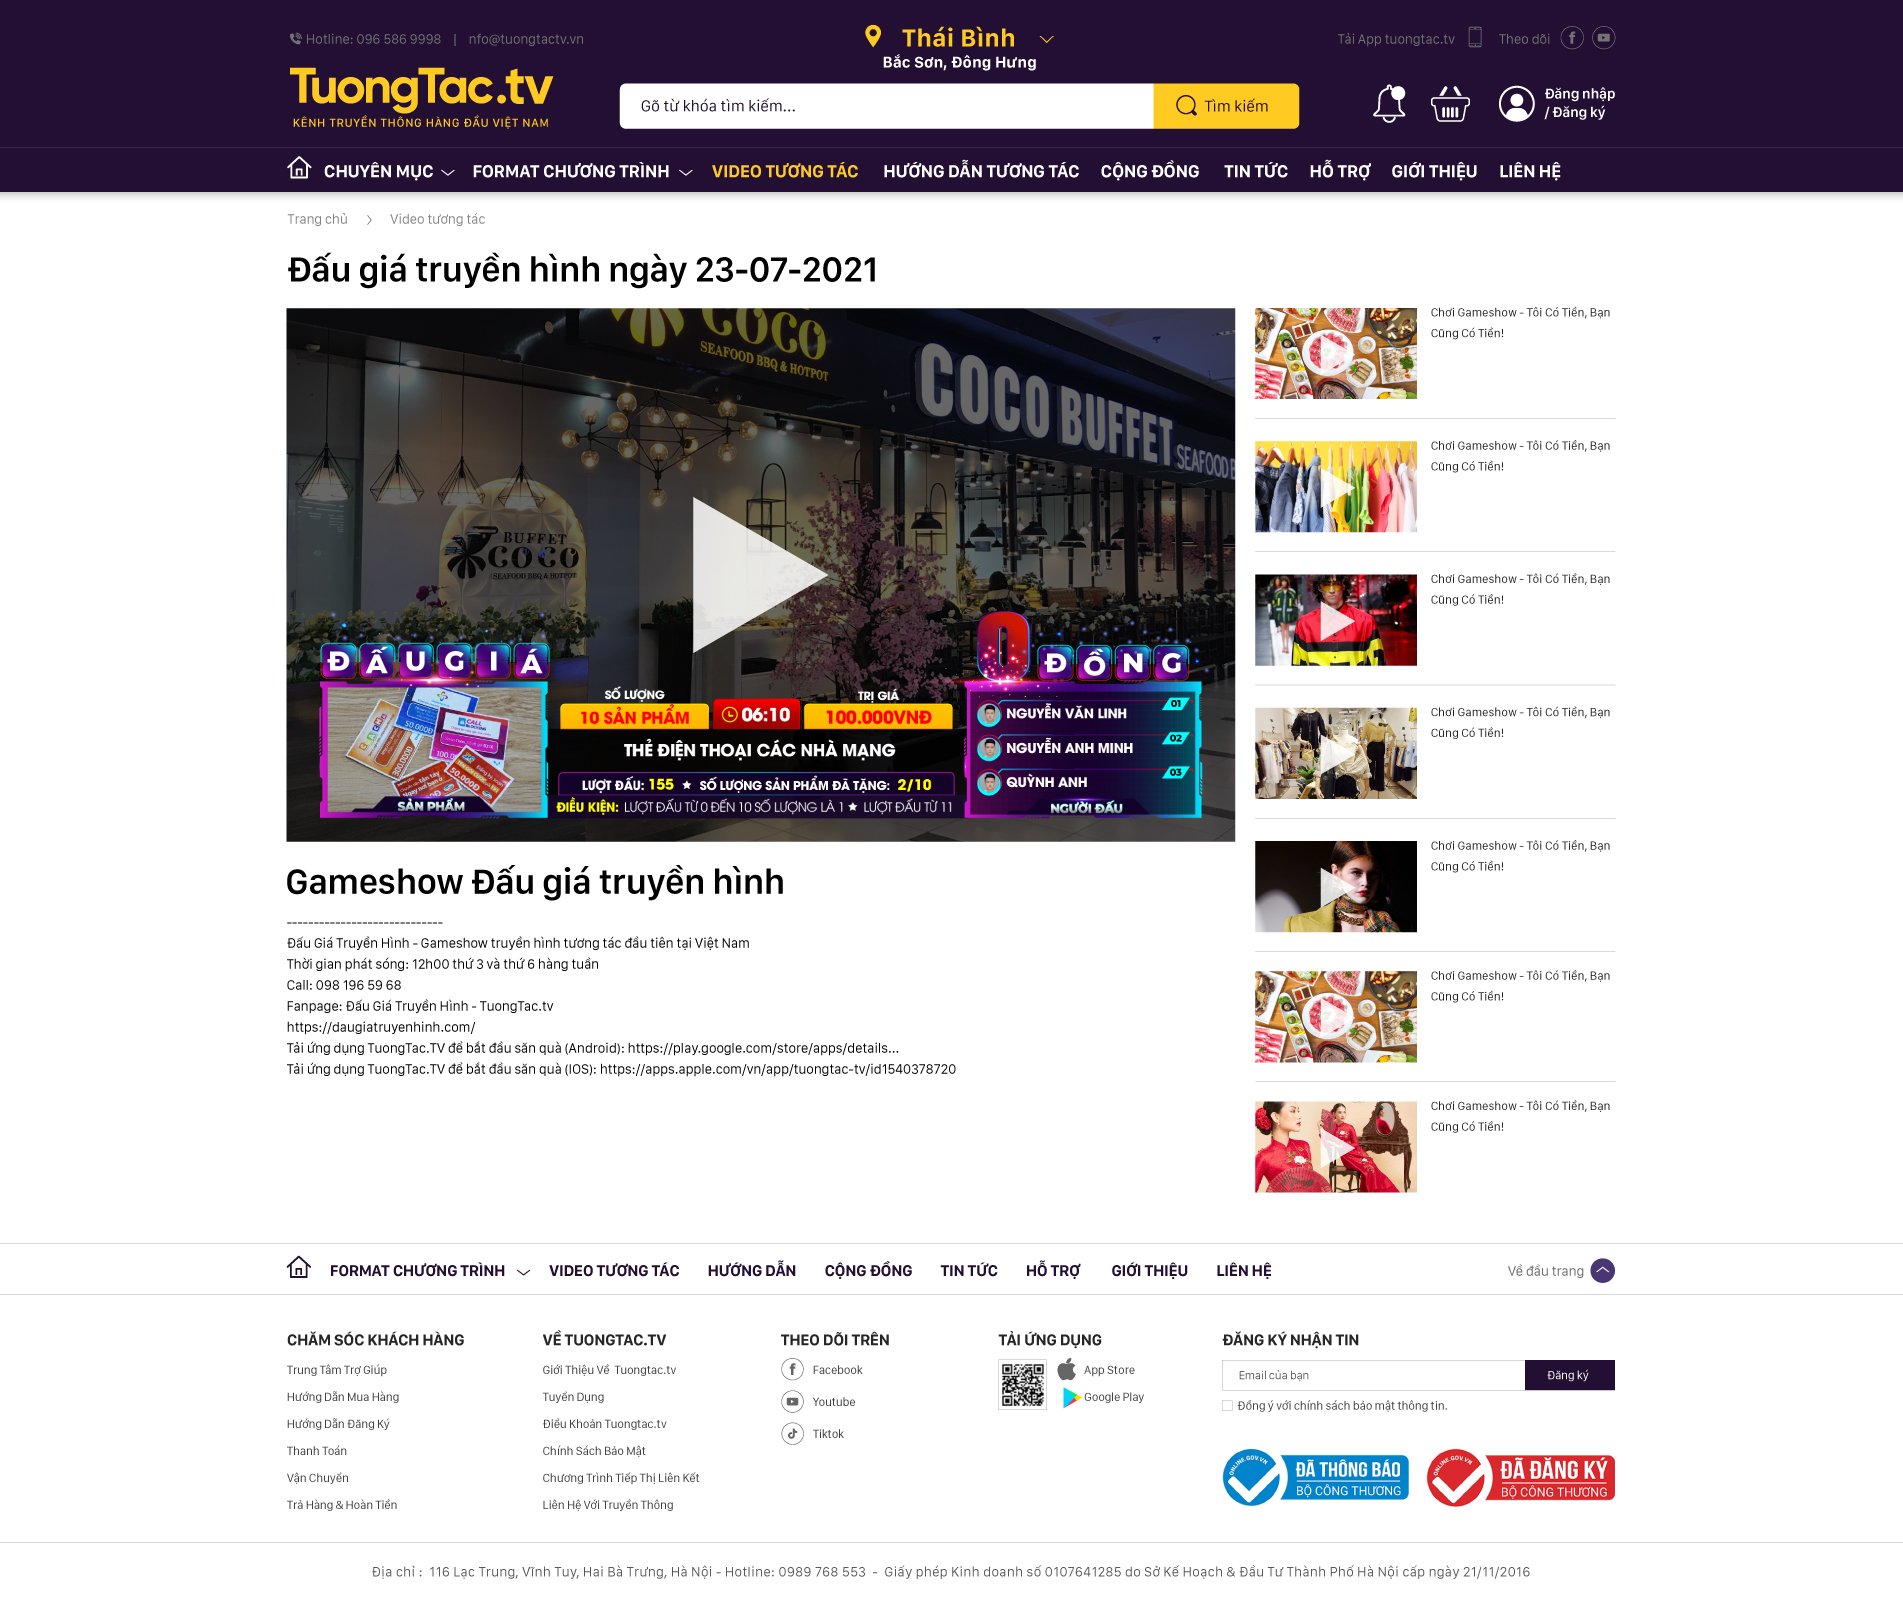 Hotline: 096 586 9998 | nfo@tuongtactv.vn
Thái Bình
Bắc Sơn, Đông Hưng
Tải App tuongtac.tv
Theo dõi
TuongTac.tv
KÊNH TRUYỀN THÔNG HÀNG ĐẦU VIỆT NAM
Gõ từ khóa tìm kiếm...
Tìm kiếm
Đăng nhập
/ Đăng ký
CHUYÊN MỤC FORMAT CHƯƠNG TRÌNH VIDEO TƯƠNG TÁC HƯỚNG DẪN TƯƠNG TÁC CỘNG ĐỒNG TIN TỨC HỖ TRỢ GIỚI THIỆU LIÊN HỆ
Trang chủ > Video tương tác
Đấu giá truyền hình ngày 23-07-2021
COCO
SEAFOOD BBQ & HOTPOT
COCO BUFFET
SEAFOOD B
BUFFET
COCO
SEAFOOD BBQ & HOTPOT
ĐẤU GIÁ
0 ĐỒNG
SỐ LƯỢNG
10 SẢN PHẨM
06:10
TRỊ GIÁ
100.000VNĐ
THẺ ĐIỆN THOẠI CÁC NHÀ MẠNG
LƯỢT ĐẤU: 155 ★ SỐ LƯỢNG SẢN PHẨM ĐÃ TẶNG: 2/10
ĐIỀU KIỆN: LƯỢT ĐẤU TỪ 0 ĐẾN 10 SỐ LƯỢNG LÀ 1 ★ LƯỢT ĐẤU TỪ 11
SẢN PHẨM
NGUYỄN VĂN LINH 01
NGUYỄN ANH MINH 02
QUỲNH ANH 03
NGƯỜI ĐẤU
Chơi Gameshow - Tôi Có Tiền, Bạn
Cũng Có Tiền!
Chơi Gameshow - Tôi Có Tiền, Bạn
Cũng Có Tiền!
Chơi Gameshow - Tôi Có Tiền, Bạn
Cũng Có Tiền!
Chơi Gameshow - Tôi Có Tiền, Bạn
Cũng Có Tiền!
Chơi Gameshow - Tôi Có Tiền, Bạn
Cũng Có Tiền!
Chơi Gameshow - Tôi Có Tiền, Bạn
Cũng Có Tiền!
Chơi Gameshow - Tôi Có Tiền, Bạn
Cũng Có Tiền!
Gameshow Đấu giá truyền hình
-----------------------------
Đấu Giá Truyền Hình - Gameshow truyền hình tương tác đầu tiên tại Việt Nam
Thời gian phát sóng: 12h00 thứ 3 và thứ 6 hàng tuần
Call: 098 196 59 68
Fanpage: Đấu Giá Truyền Hình - TuongTac.tv
https://daugiatruyenhinh.com/
Tải ứng dụng TuongTac.TV để bắt đầu săn quà (Android): https://play.google.com/store/apps/details...
Tải ứng dụng TuongTac.TV để bắt đầu săn quà (IOS): https://apps.apple.com/vn/app/tuongtac-tv/id1540378720
FORMAT CHƯƠNG TRÌNH VIDEO TƯƠNG TÁC HƯỚNG DẪN CỘNG ĐỒNG TIN TỨC HỖ TRỢ GIỚI THIỆU LIÊN HỆ
Về đầu trang
CHĂM SÓC KHÁCH HÀNG
Trung Tâm Trợ Giúp
Hướng Dẫn Mua Hàng
Hướng Dẫn Đăng Ký
Thanh Toán
Vận Chuyển
Trả Hàng & Hoàn Tiền
VỀ TUONGTAC.TV
Giới Thiệu Về Tuongtac.tv
Tuyển Dụng
Điều Khoản Tuongtac.tv
Chính Sách Bảo Mật
Chương Trình Tiếp Thị Liên Kết
Liên Hệ Với Truyền Thông
THEO DÕI TRÊN
Facebook
Youtube
Tiktok
TẢI ỨNG DỤNG
App Store
Google Play
ĐĂNG KÝ NHẬN TIN
Email của bạn
Đăng ký
Đồng ý với chính sách bảo mật thông tin.
ONLINE.GOV.VN
ĐÃ THÔNG BÁO
BỘ CÔNG THƯƠNG
ONLINE.GOV.VN
ĐÃ ĐĂNG KÝ
BỘ CÔNG THƯƠNG
Địa chỉ : 116 Lạc Trung, Vĩnh Tuy, Hai Bà Trưng, Hà Nội - Hotline: 0989 768 553 - Giấy phép Kinh doanh số 0107641285 do Sở Kế Hoạch & Đầu Tư Thành Phố Hà Nội cấp ngày 21/11/2016